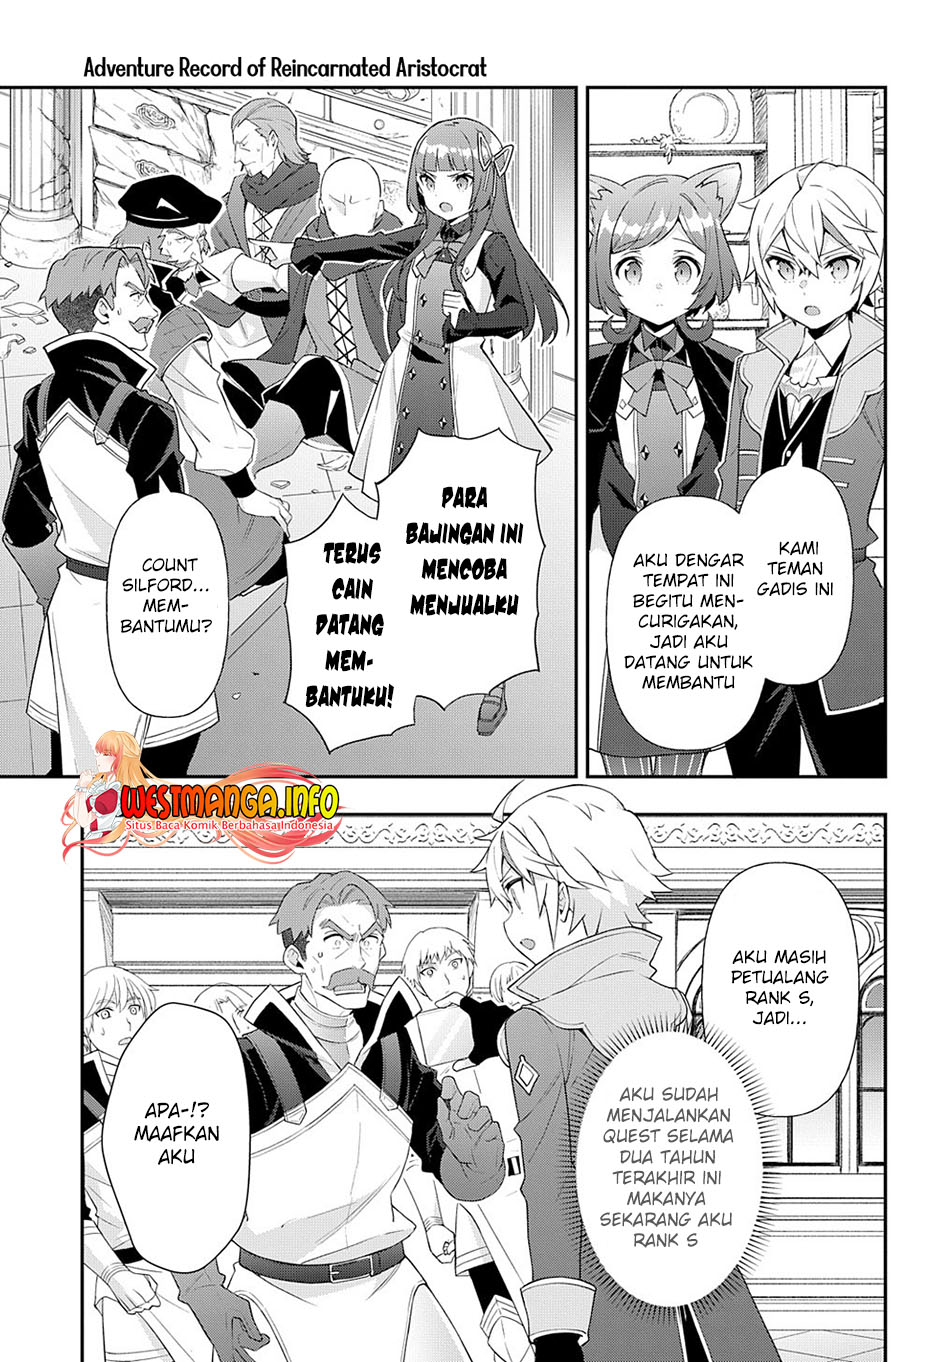 Adventure Record of Reincarnated Aristocrat
KAMI
TEMAN
GADIS INI
AKU DENGAR
TEMPAT INI
BEGITU MEN-
CURIGAKAN,
JADI AKU
DATANG UNTUK
MEMBANTU
PARA
BAJINGAN INI
MENCOBA
MENJUALKU
TERUS
CAIN
DATANG
MEM-
BANTUKU!
COUNT
SILFORD...
MEM-
BANTUMU?
WESTMANGA.INFO
Situs Baca Komik Berbahasa Indonesia
AKU MASIH
PETUALANG
RANK S,
JADI...
AKU SUDAH
MENJALANKAN
QUEST SELAMA
DUA TAHUN
TERAKHIR INI
MAKANYA
SEKARANG AKU
RANK S
APA-!?
MAAFKAN
AKU